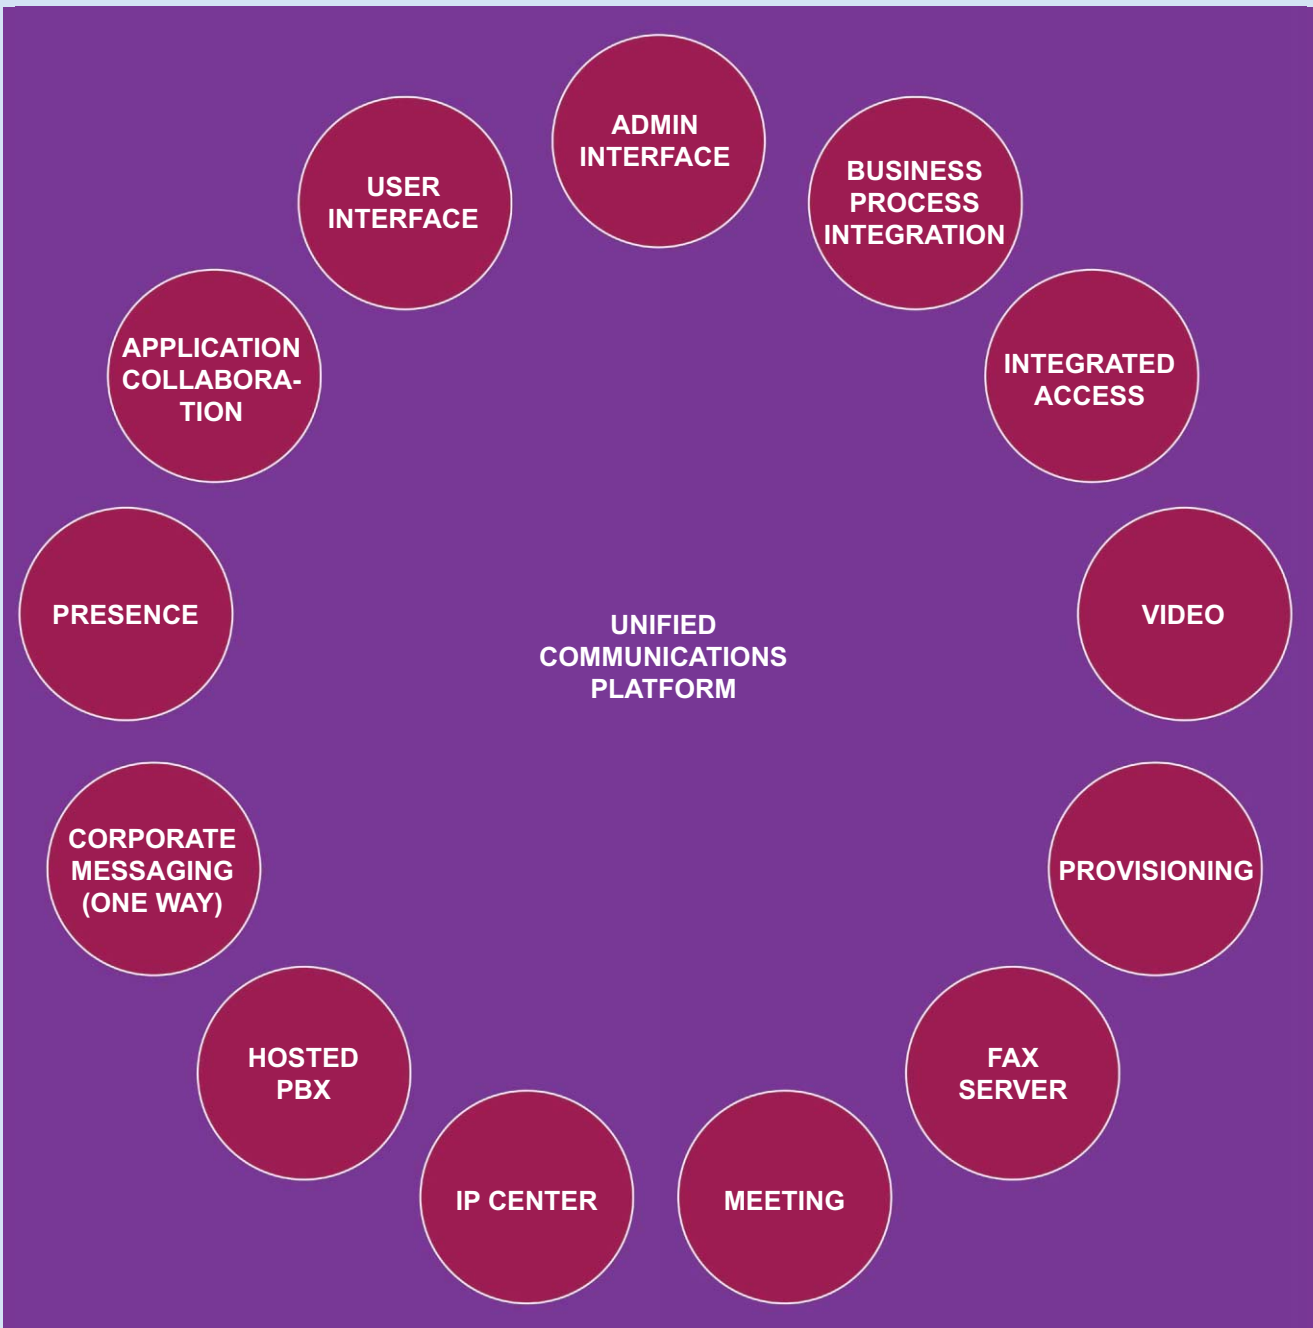 ADMIN
INTERFACE
BUSINESS
PROCESS
INTEGRATION
INTEGRATED
ACCESS
VIDEO
PROVISIONING
FAX
SERVER
MEETING
IP CENTER
HOSTED
PBX
CORPORATE
MESSAGING
(ONE WAY)
PRESENCE
APPLICATION
COLLABORA-
TION
USER
INTERFACE
UNIFIED
COMMUNICATIONS
PLATFORM